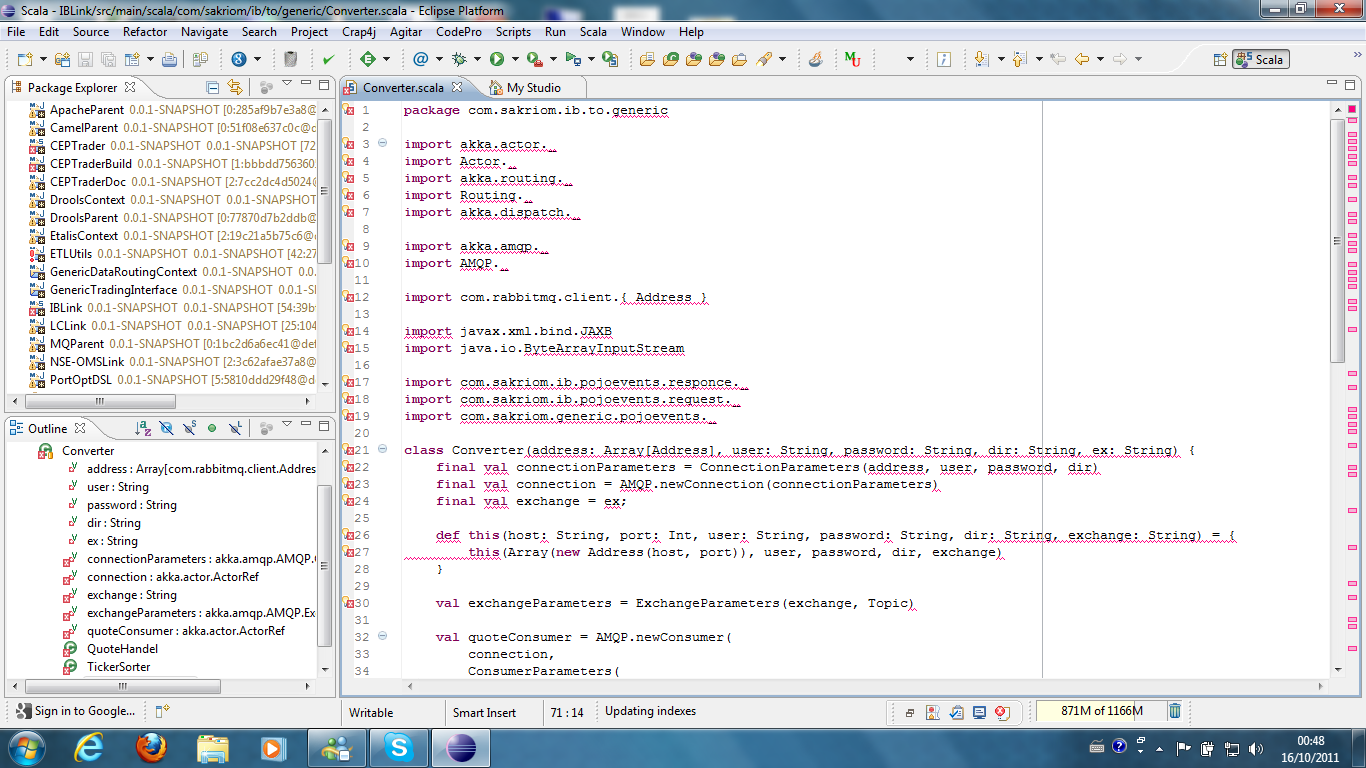 Scala - IBLink/src/main/scala/com/sakriom/ib/to/generic/Converter.scala - Eclipse Platform
File Edit Source Refactor Navigate Search Project Crap4j Agitar CodePro Scripts Run Scala Window Help
Scala
Package Explorer
ApacheParent 0.0.1-SNAPSHOT [0:285af9b7e3a8@
CamelParent 0.0.1-SNAPSHOT [0:51f08e637c0c@
CEPTrader 0.0.1-SNAPSHOT 0.0.1-SNAPSHOT [72
CEPTraderBuild 0.0.1-SNAPSHOT [1:bbbdd756360
CEPTraderDoc 0.0.1-SNAPSHOT [2:7cc2dc4d5024@
DroolsContext 0.0.1-SNAPSHOT 0.0.1-SNAPSHOT
DroolsParent 0.0.1-SNAPSHOT [0:77870d7b2ddb@
EtalisContext 0.0.1-SNAPSHOT [2:19c21a5b75c6@
ETLUtils 0.0.1-SNAPSHOT 0.0.1-SNAPSHOT [42:27
GenericDataRoutingContext 0.0.1-SNAPSHOT 0.0.
GenericTradingInterface 0.0.1-SNAPSHOT 0.0.1-S
IBLink 0.0.1-SNAPSHOT 0.0.1-SNAPSHOT [54:39b
LCLink 0.0.1-SNAPSHOT 0.0.1-SNAPSHOT [25:104
MQParent 0.0.1-SNAPSHOT [0:1bc2d6a6ec41@def
NSE-OMSLink 0.0.1-SNAPSHOT [2:3c62afae37a8@
PortOptDSL 0.0.1-SNAPSHOT [5:5810ddd29f48@d
Outline
Converter
address : Array[com.rabbitmq.client.Addres
user : String
password : String
dir : String
ex : String
connectionParameters : akka.amqp.AMQP.
connection : akka.actor.ActorRef
exchange : String
exchangeParameters : akka.amqp.AMQP.Ex
quoteConsumer : akka.actor.ActorRef
QuoteHandel
TickerSorter
Converter.scala My Studio
1 package com.sakriom.ib.to.generic
2
3 import akka.actor._
4 import Actor._
5 import akka.routing._
6 import Routing._
7 import akka.dispatch._
8
9 import akka.amqp._
10 import AMQP._
11
12 import com.rabbitmq.client.{ Address }
13
14 import javax.xml.bind.JAXB
15 import java.io.ByteArrayInputStream
16
17 import com.sakriom.ib.pojoevents.responce._
18 import com.sakriom.ib.pojoevents.request._
19 import com.sakriom.generic.pojoevents._
20
21 class Converter(address: Array[Address], user: String, password: String, dir: String, ex: String) {
22 final val connectionParameters = ConnectionParameters(address, user, password, dir)
23 final val connection = AMQP.newConnection(connectionParameters)
24 final val exchange = ex;
25
26 def this(host: String, port: Int, user: String, password: String, dir: String, exchange: String) = {
27 this(Array(new Address(host, port)), user, password, dir, exchange)
28 }
29
30 val exchangeParameters = ExchangeParameters(exchange, Topic)
31
32 val quoteConsumer = AMQP.newConsumer(
33 connection,
34 ConsumerParameters(
Sign in to Google...
Writable Smart Insert 71 : 14 Updating indexes 871M of 1166M
00:48
16/10/2011